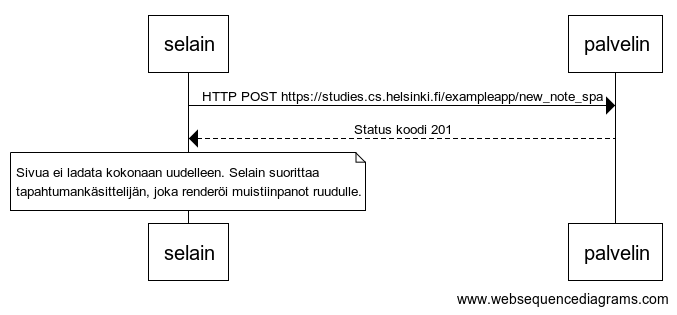 selain
palvelin
HTTP POST https://studies.cs.helsinki.fi/exampleapp/new_note_spa
Status koodi 201
Sivua ei ladata kokonaan uudelleen. Selain suorittaa
tapahtumankäsittelijän, joka renderöi muistiinpanot ruudulle.
selain
palvelin
www.websequencediagrams.com